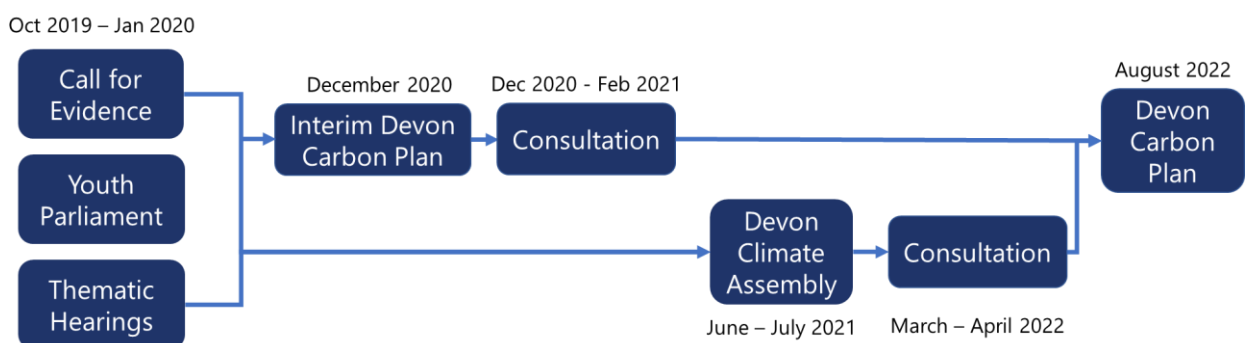 Oct 2019 – Jan 2020
Call for
Evidence
Youth
Parliament
Thematic
Hearings
December 2020
Interim Devon
Carbon Plan
Dec 2020 - Feb 2021
Consultation
Devon
Climate
Assembly
June – July 2021
Consultation
March – April 2022
August 2022
Devon
Carbon
Plan